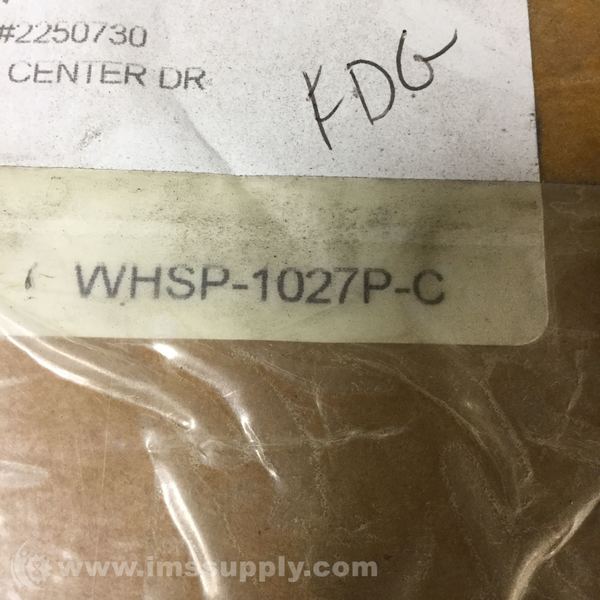 #2250730
CENTER DR
FDG
WHSP-1027P-C
www.imssupply.com